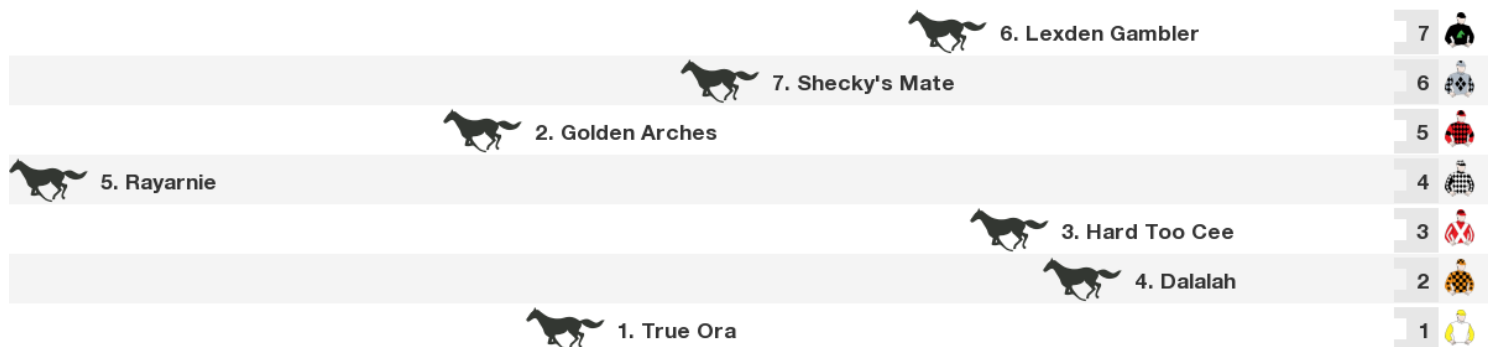 6. Lexden Gambler 7
7. Shecky's Mate 6
2. Golden Arches 5
5. Rayarnie 4
3. Hard Too Cee 3
4. Dalalah 2
1. True Ora 1